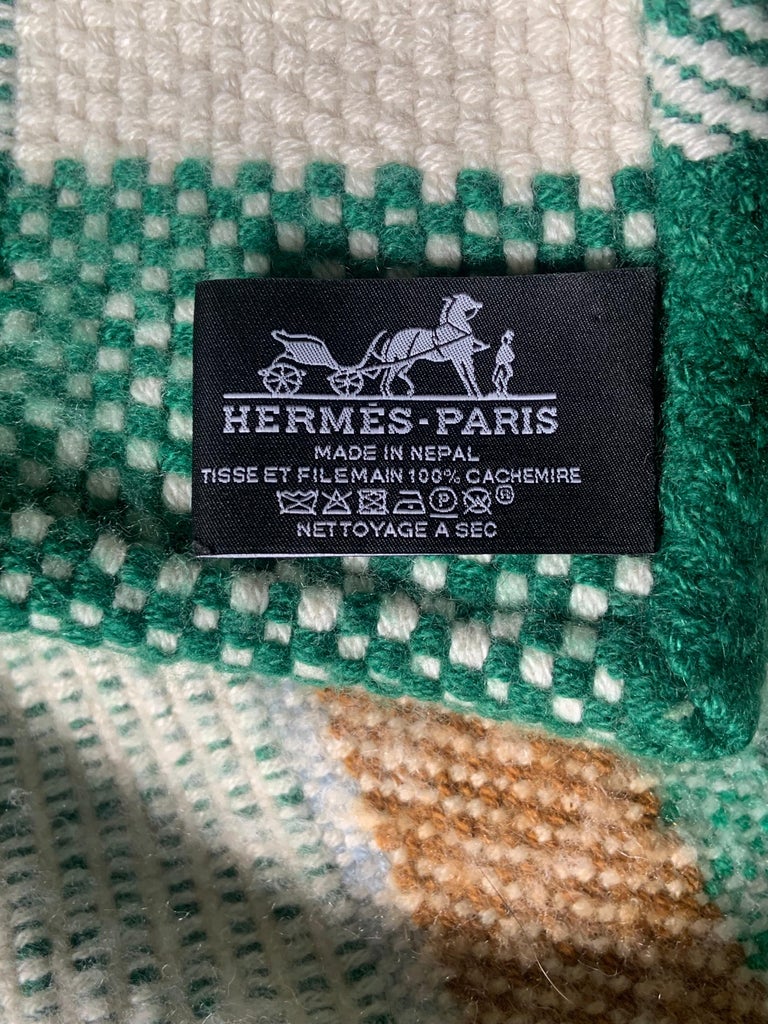 HERMÈS-PARIS
MADE IN NEPAL
TISSE ET FILEMAIN 100% CACHEMIRE
P ®
NETTOYAGE A SEC